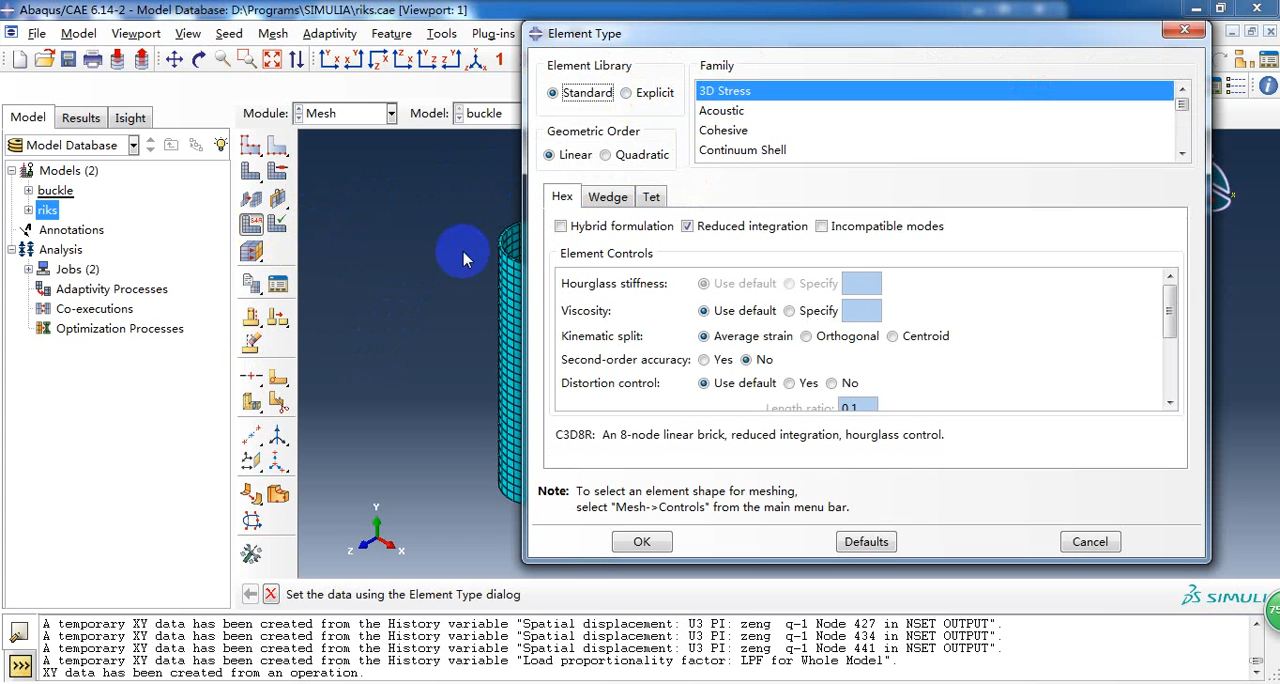 Abaqus/CAE 6.14-2 - Model Database: D:\Programs\SIMULIA\riks.cae [Viewport: 1]
File Model Viewport View Seed Mesh Adaptivity Feature Tools Plug-ins
1
Model Results Isight
Module: Mesh Model: buckle
Model Database
Models (2)
buckle
riks
Annotations
Analysis
Jobs (2)
Adaptivity Processes
Co-executions
Optimization Processes
Element Type
Element Library
Standard Explicit
Geometric Order
Linear Quadratic
Family
3D Stress
Acoustic
Cohesive
Continuum Shell
Hex Wedge Tet
Hybrid formulation Reduced integration Incompatible modes
Element Controls
Hourglass stiffness: Use default Specify
Viscosity: Use default Specify
Kinematic split: Average strain Orthogonal Centroid
Second-order accuracy: Yes No
Distortion control: Use default Yes No
Length ratio: 0.1
C3D8R: An 8-node linear brick, reduced integration, hourglass control.
Note: To select an element shape for meshing,
select "Mesh->Controls" from the main menu bar.
OK Defaults Cancel
Y
Z X
Set the data using the Element Type dialog
SIMULI
75
A temporary XY data has been created from the History variable "Spatial displacement: U3 PI: zeng_q-1 Node 427 in NSET OUTPUT".
A temporary XY data has been created from the History variable "Spatial displacement: U3 PI: zeng_q-1 Node 434 in NSET OUTPUT".
A temporary XY data has been created from the History variable "Spatial displacement: U3 PI: zeng_q-1 Node 441 in NSET OUTPUT".
A temporary XY data has been created from the History variable "Load proportionality factor: LPF for Whole Model".
XY data has been created from an operation.